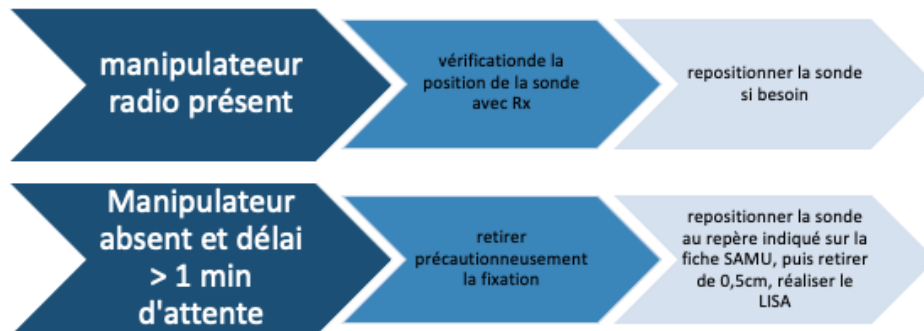 manipulateeur
radio présent
vérificationde la
position de la sonde
avec Rx
repositionner la sonde
si besoin
Manipulateur
absent et délai
> 1 min
d'attente
retirer
précautionneusement
la fixation
repositionner la sonde
au repère indiqué sur la
fiche SAMU, puis retirer
de 0,5cm, réaliser le
LISA